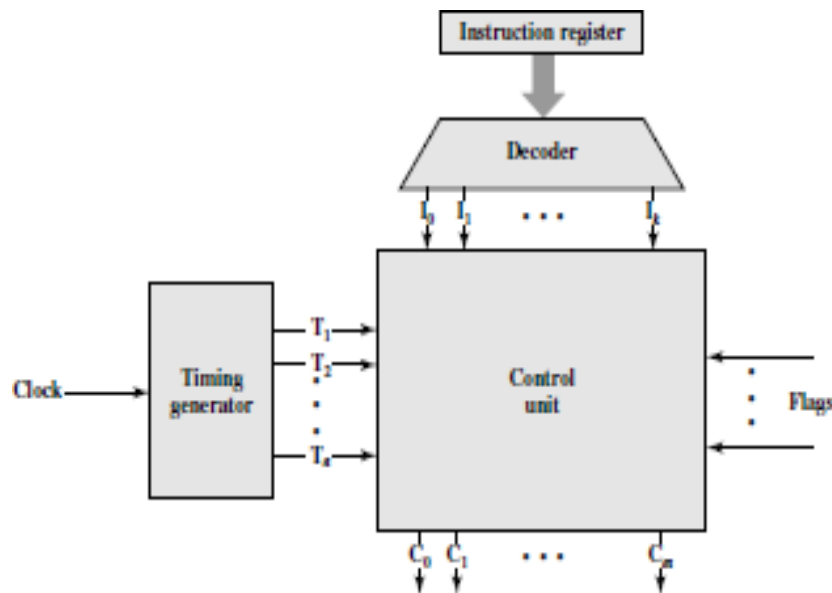 Instruction register
Decoder
I0 I1 • • • Ik
T1
T2
Clock
Timing
generator
Control
unit
Flags
Tn
C0 C1 • • • Cm